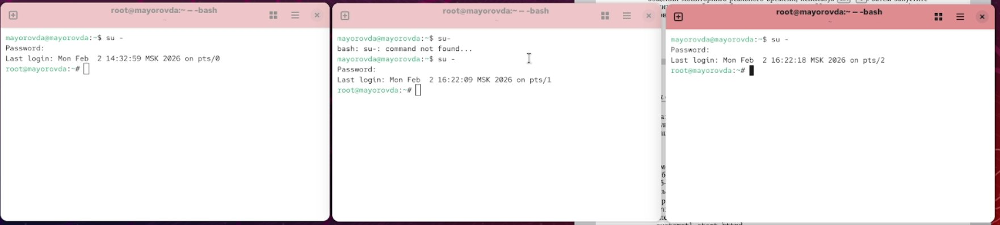 root@mayorovda:~ — -bash
~
mayorovda@mayorovda:~$ su -
Password:
Last login: Mon Feb  2 14:32:59 MSK 2026 on pts/0
root@mayorovda:~#
root@mayorovda:~ — -bash
~
mayorovda@mayorovda:~$ su-
bash: su-: command not found...
mayorovda@mayorovda:~$ su -
Password:
Last login: Mon Feb  2 16:22:09 MSK 2026 on pts/1
root@mayorovda:~#
root@mayorovda:~ — -bash
~
mayorovda@mayorovda:~$ su -
Password:
Last login: Mon Feb  2 16:22:18 MSK 2026 on pts/2
root@mayorovda:~#